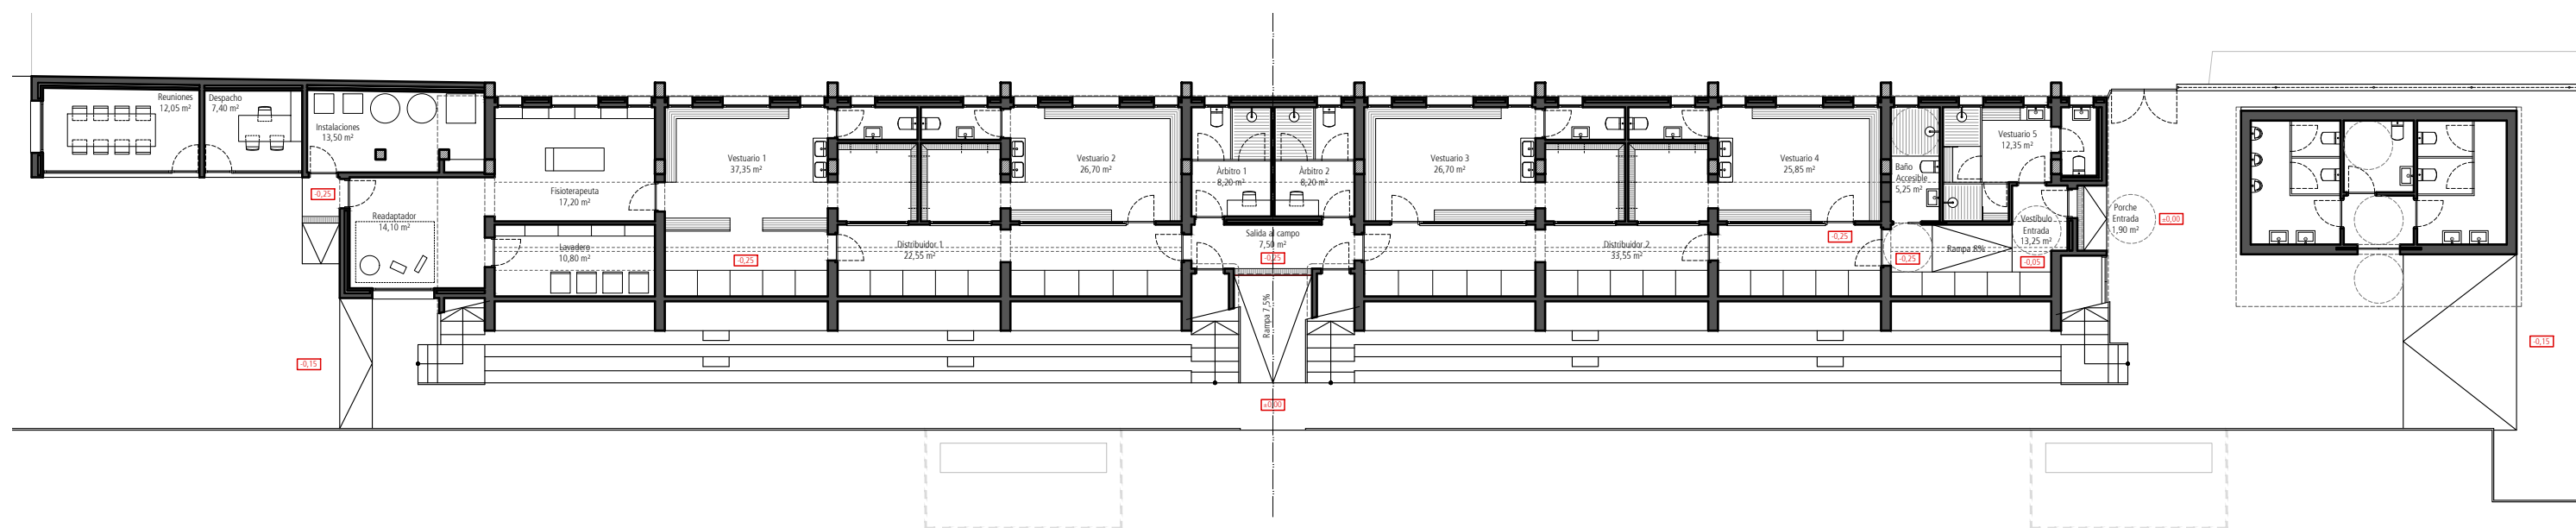 Reuniones
12,05 m²
Despacho
7,40 m²
Instalaciones
13,50 m²
-0,25
Readaptador
14,10 m²
-0,15
Fisioterapeuta
17,20 m²
Lavadero
10,80 m²
Vestuario 1
37,35 m²
-0,25
Distribuidor 1
22,55 m²
Vestuario 2
26,70 m²
Árbitro 1
8,20 m²
Árbitro 2
8,20 m²
Salida al campo
7,50 m²
-0,25
Rampa 7,5%
±0,00
Vestuario 3
26,70 m²
Distribuidor 2
33,55 m²
Vestuario 4
25,85 m²
-0,25
Baño
Accesible
5,25 m²
-0,25
Vestuario 5
12,35 m²
Rampa 8%
Vestíbulo
Entrada
13,25 m²
-0,05
Porche
Entrada
1,90 m²
±0,00
-0,15